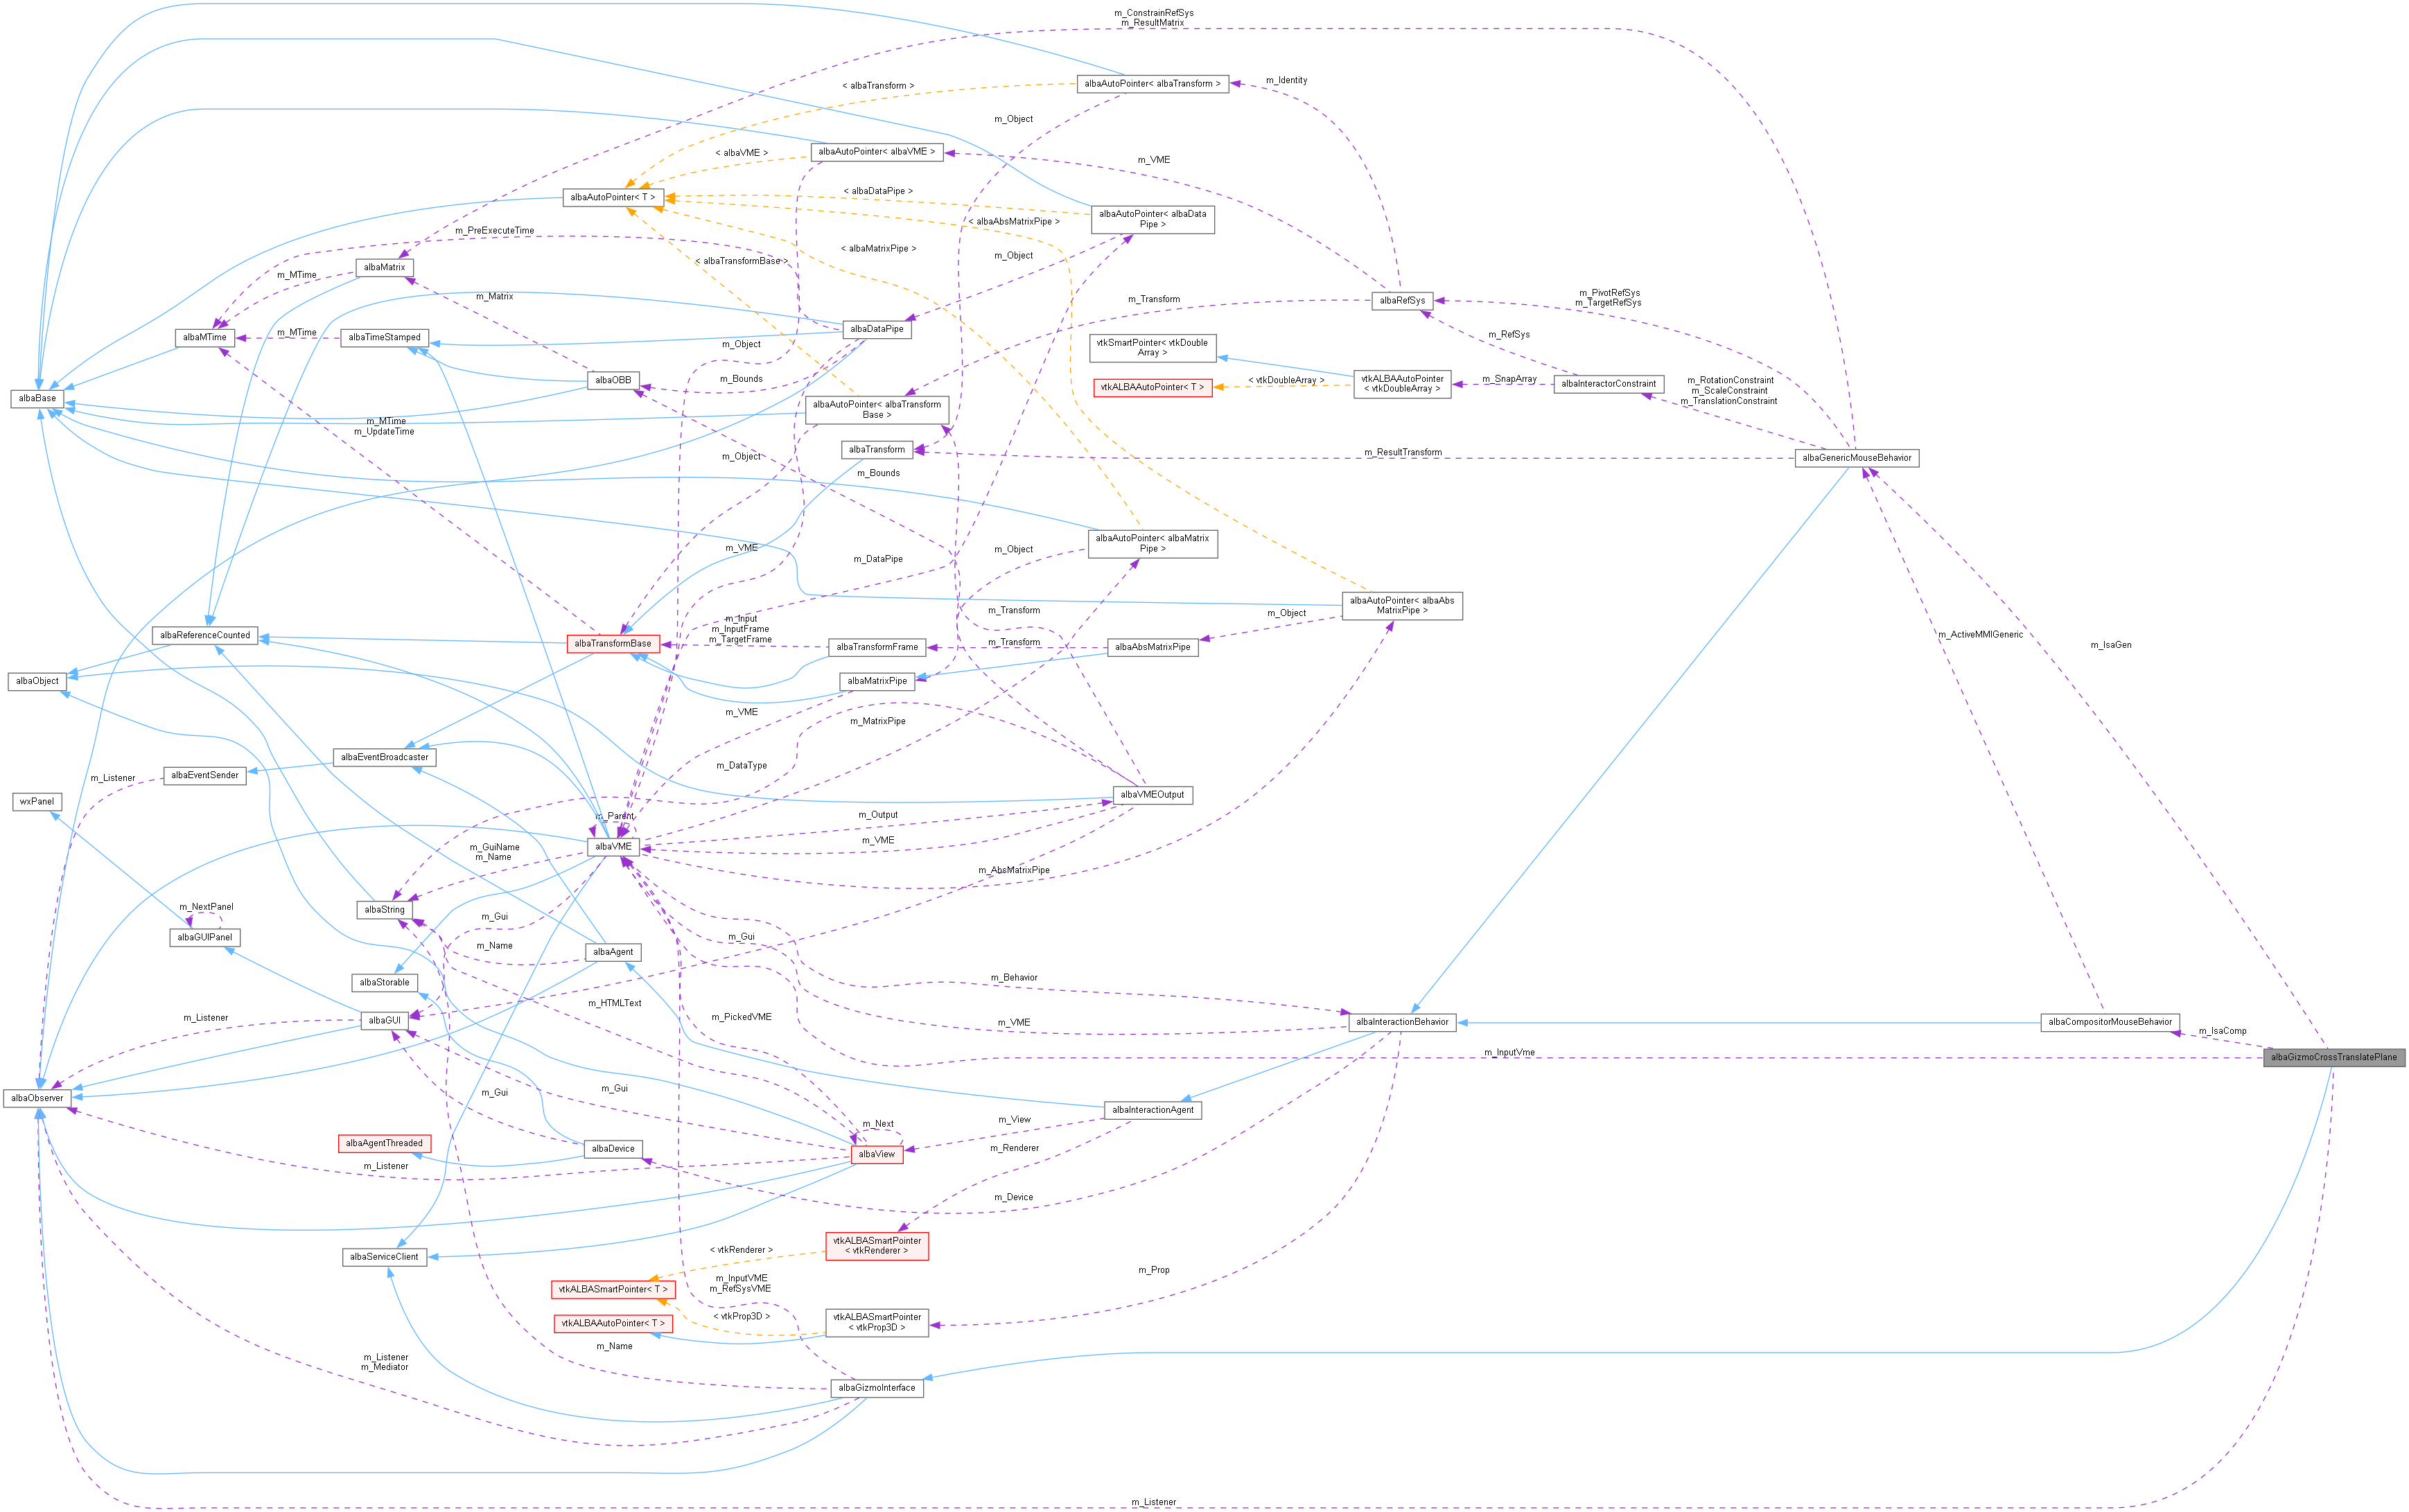 m_ConstrainRefSys
m_ResultMatrix
m_Identity
albaAutoPointer< albaTransform >
< albaTransform >
m_Object
albaAutoPointer< albaVME >
< albaVME >
m_VME
albaAutoPointer< T >
< albaDataPipe >
albaAutoPointer< albaData
Pipe >
< albaAbsMatrixPipe >
m_PreExecuteTime
< albaMatrixPipe >
m_Object
albaMatrix
< albaTransformBase >
m_MTime
m_Matrix
m_Transform
albaRefSys
m_PivotRefSys
m_TargetRefSys
albaMTime
m_MTime
albaTimeStamped
albaDataPipe
m_Object
vtkSmartPointer< vtkDouble
Array >
m_RefSys
albaOBB
m_Bounds
vtkALBAAutoPointer< T >
< vtkDoubleArray >
vtkALBAAutoPointer
< vtkDoubleArray >
m_SnapArray
albaInteractorConstraint
m_RotationConstraint
m_ScaleConstraint
m_TranslationConstraint
albaBase
albaAutoPointer< albaTransform
Base >
m_MTime
m_UpdateTime
albaTransform
m_Object
m_ResultTransform
albaGenericMouseBehavior
m_Bounds
albaAutoPointer< albaMatrix
Pipe >
m_VME
m_DataPipe
m_Object
albaAutoPointer< albaAbs
MatrixPipe >
m_Transform
m_Object
m_Input
m_InputFrame
m_TargetFrame
albaReferenceCounted
albaTransformBase
albaTransformFrame
m_Transform
albaAbsMatrixPipe
m_ActiveMMIGeneric
m_IsaGen
albaObject
albaMatrixPipe
m_VME
m_MatrixPipe
albaEventBroadcaster
albaEventSender
m_Listener
m_DataType
wxPanel
albaVMEOutput
m_Parent
m_Output
m_VME
albaVME
m_GuiName
m_Name
m_AbsMatrixPipe
albaString
m_NextPanel
albaGUIPanel
m_Gui
m_Gui
m_Name
albaAgent
albaStorable
m_Behavior
m_HTMLText
m_Listener
albaGUI
m_PickedVME
m_VME
albaInteractionBehavior
albaCompositorMouseBehavior
m_IsaComp
m_InputVme
albaGizmoCrossTranslatePlane
albaObserver
m_Gui
m_Gui
albaInteractionAgent
m_View
m_Next
albaAgentThreaded
albaDevice
albaView
m_Renderer
m_Listener
m_Device
vtkALBASmartPointer
< vtkRenderer >
albaServiceClient
< vtkRenderer >
m_Prop
m_InputVME
m_RefSysVME
vtkALBASmartPointer< T >
vtkALBAAutoPointer< T >
< vtkProp3D >
vtkALBASmartPointer
< vtkProp3D >
m_Name
m_Listener
m_Mediator
albaGizmoInterface
m_Listener